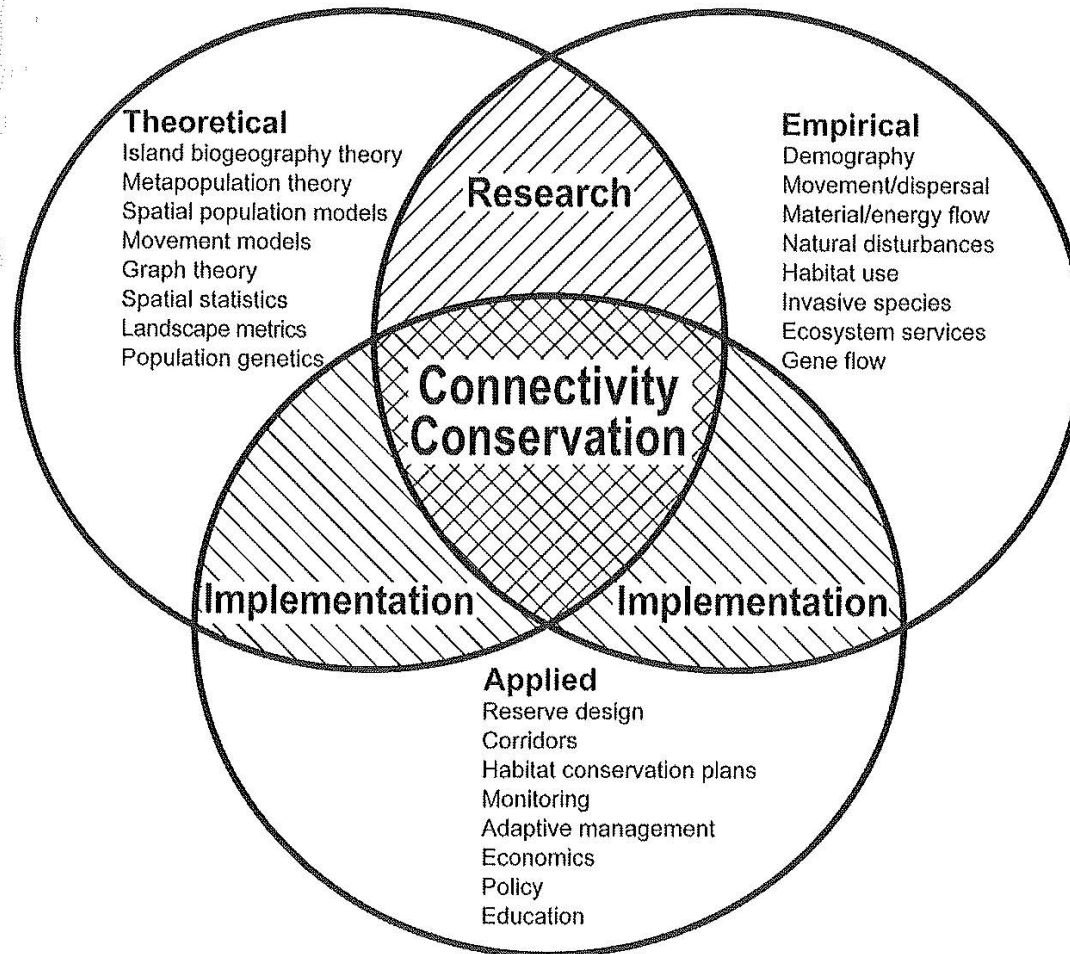 Theoretical
Island biogeography theory
Metapopulation theory
Spatial population models
Movement models
Graph theory
Spatial statistics
Landscape metrics
Population genetics
Research
Empirical
Demography
Movement/dispersal
Material/energy flow
Natural disturbances
Habitat use
Invasive species
Ecosystem services
Gene flow
Connectivity
Conservation
Implementation
Implementation
Applied
Reserve design
Corridors
Habitat conservation plans
Monitoring
Adaptive management
Economics
Policy
Education